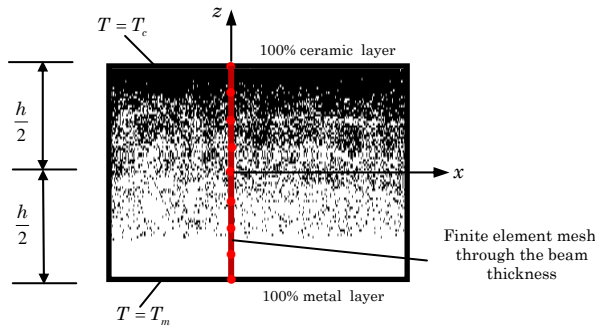 z
T = T_c
100% ceramic layer
h
2
x
h
2
Finite element mesh
through the beam
thickness
100% metal layer
T = T_m